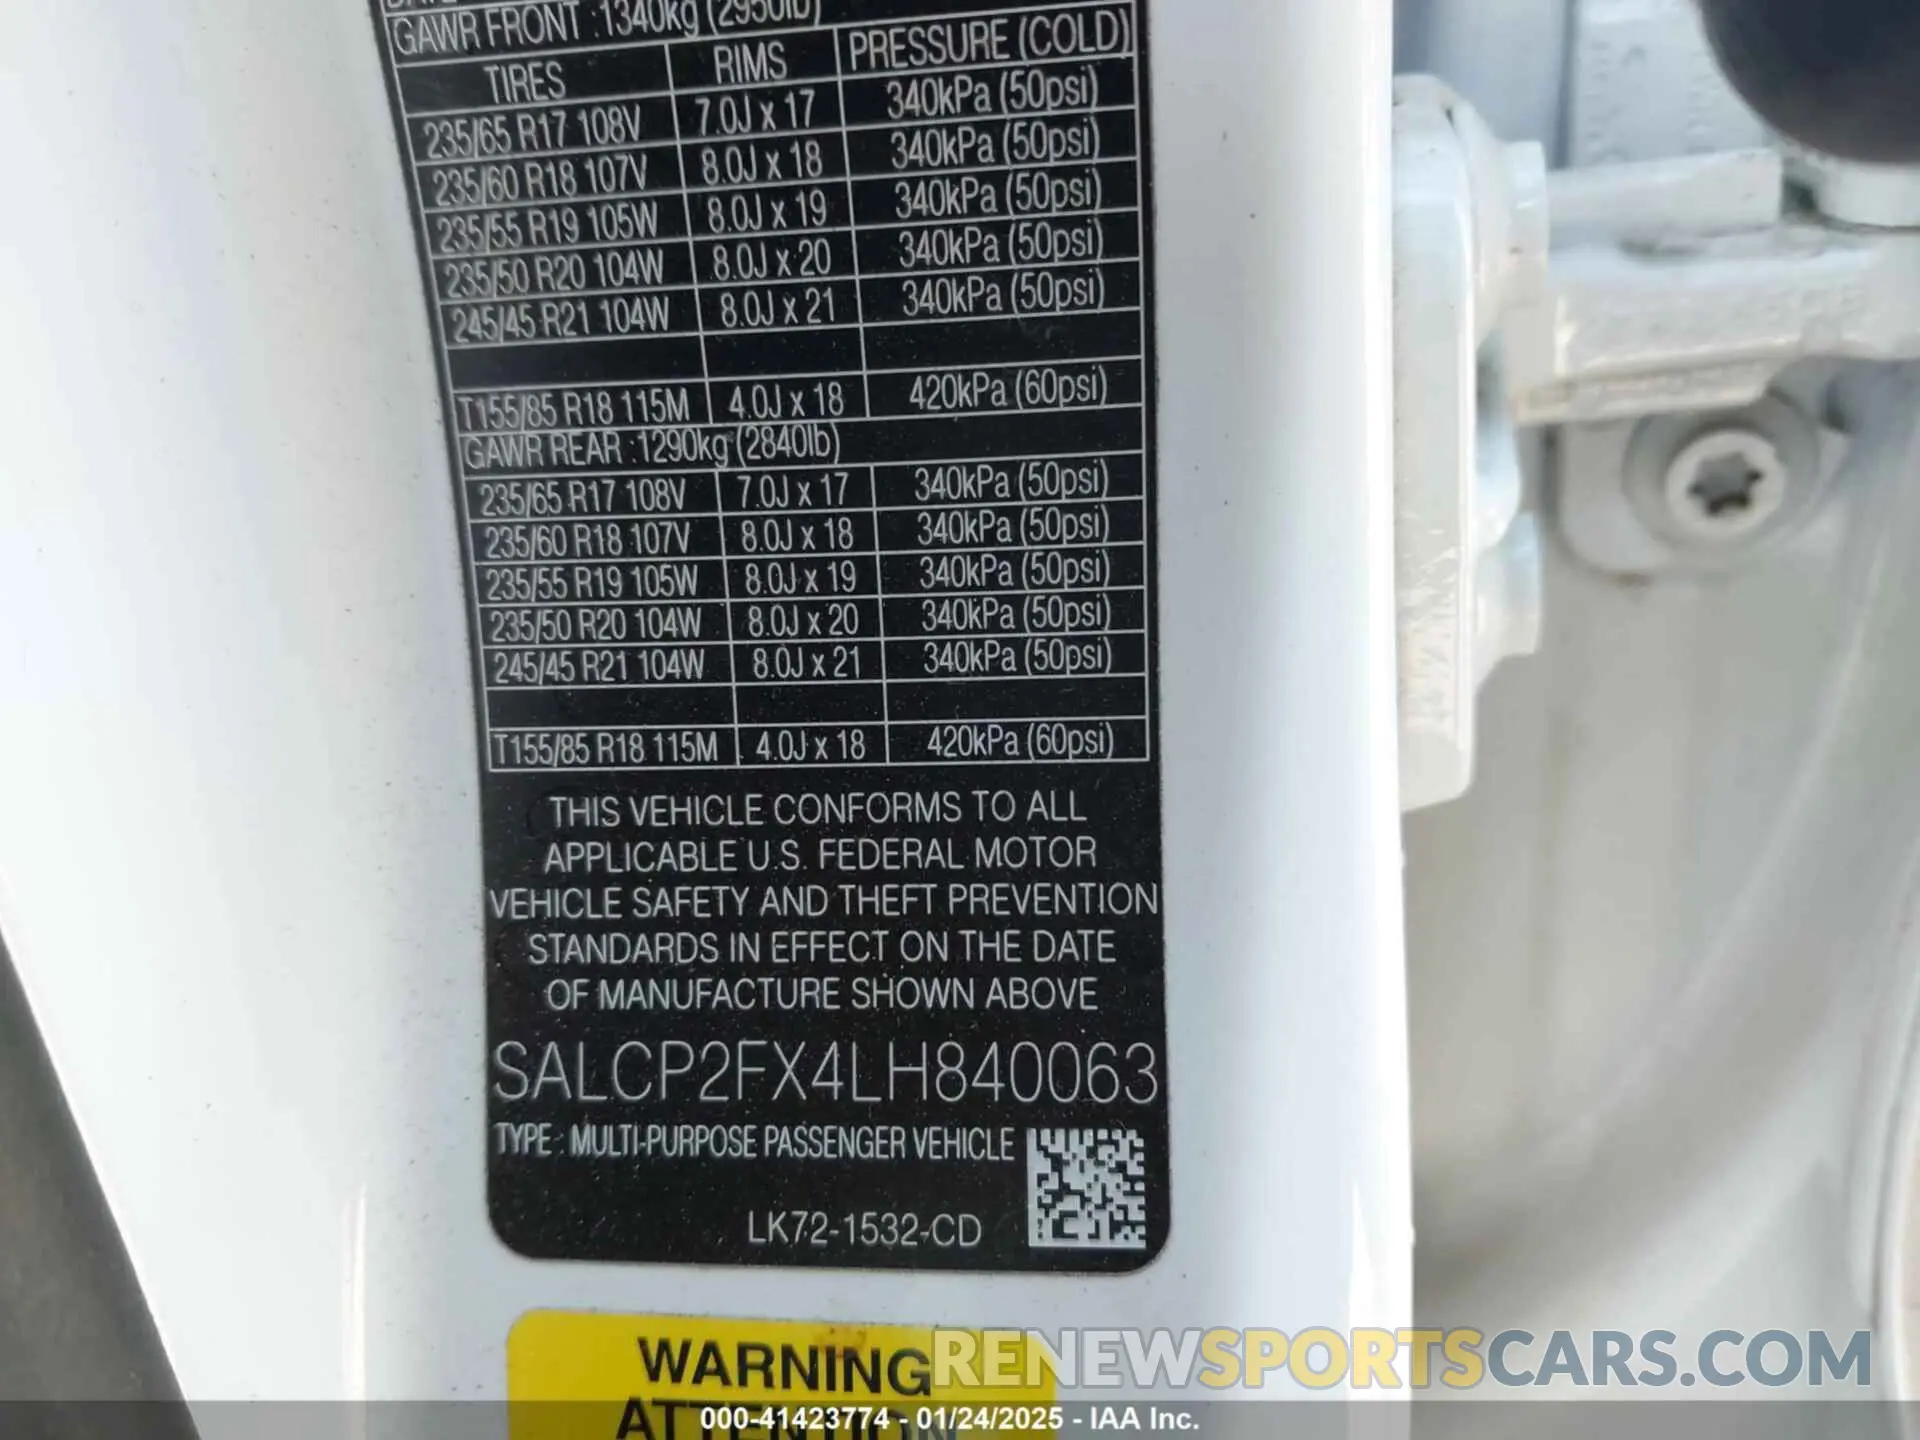 GAWR FRONT : 1340kg (2950lb)
TIRES RIMS PRESSURE (COLD)
235/65 R17 108V 7.0J x 17 340kPa (50psi)
235/60 R18 107V 8.0J x 18 340kPa (50psi)
235/55 R19 105W 8.0J x 19 340kPa (50psi)
235/50 R20 104W 8.0J x 20 340kPa (50psi)
245/45 R21 104W 8.0J x 21 340kPa (50psi)
T155/85 R18 115M 4.0J x 18 420kPa (60psi)
GAWR REAR : 1290kg (2840lb)
235/65 R17 108V 7.0J x 17 340kPa (50psi)
235/60 R18 107V 8.0J x 18 340kPa (50psi)
235/55 R19 105W 8.0J x 19 340kPa (50psi)
235/50 R20 104W 8.0J x 20 340kPa (50psi)
245/45 R21 104W 8.0J x 21 340kPa (50psi)
T155/85 R18 115M 4.0J x 18 420kPa (60psi)
THIS VEHICLE CONFORMS TO ALL
APPLICABLE U.S. FEDERAL MOTOR
VEHICLE SAFETY AND THEFT PREVENTION
STANDARDS IN EFFECT ON THE DATE
OF MANUFACTURE SHOWN ABOVE
SALCP2FX4LH840063
TYPE : MULTI-PURPOSE PASSENGER VEHICLE
LK72-1532-CD
WARNING
ATTENTION
RENEWSPORTSCARS.COM
000-41423774 - 01/24/2025 - IAA Inc.